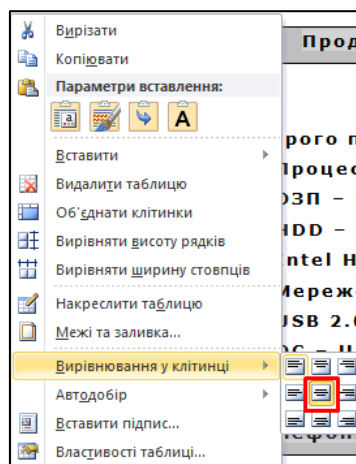 Вирізати
Копіювати
Параметри вставлення:
Вставити
Видалити таблицю
Об'єднати клітинки
Вирівняти висоту рядків
Вирівняти ширину стовпців
Накреслити таблицю
Межі та заливка...
Вирівнювання у клітинці
Автодобір
Вставити підпис...
Властивості таблиці...
Прод
рого п
Процес
ОЗП –
HDD –
Intel H
Мереж
USB 2.0